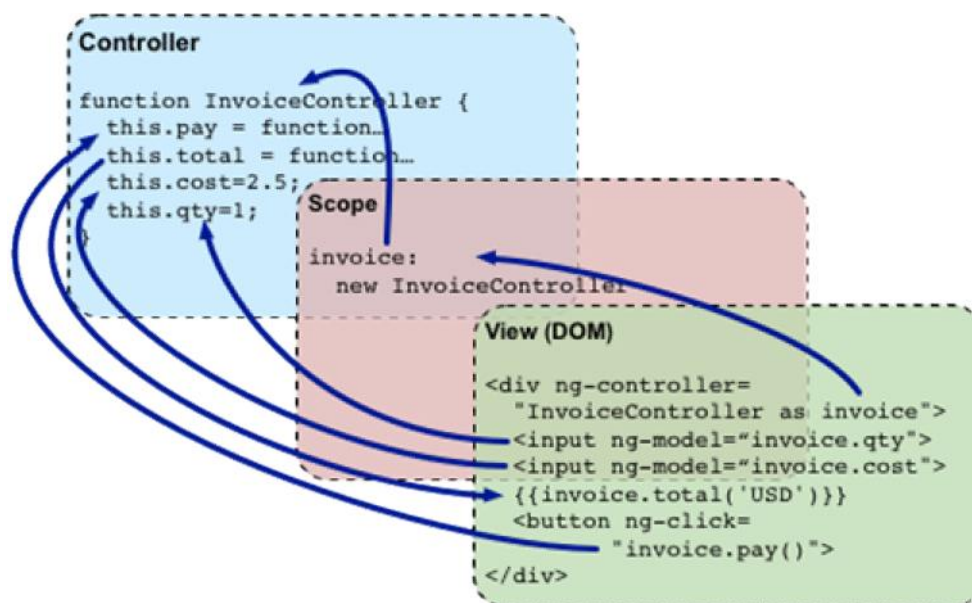 Controller
function InvoiceController {
this.pay = function…
this.total = function…
this.cost=2.5;
this.qty=1;
}
Scope
invoice:
new InvoiceController
View (DOM)
<div ng-controller=
"InvoiceController as invoice">
<input ng-model=“invoice.qty">
<input ng-model=“invoice.cost">
{{invoice.total('USD')}}
<button ng-click=
"invoice.pay()">
</div>